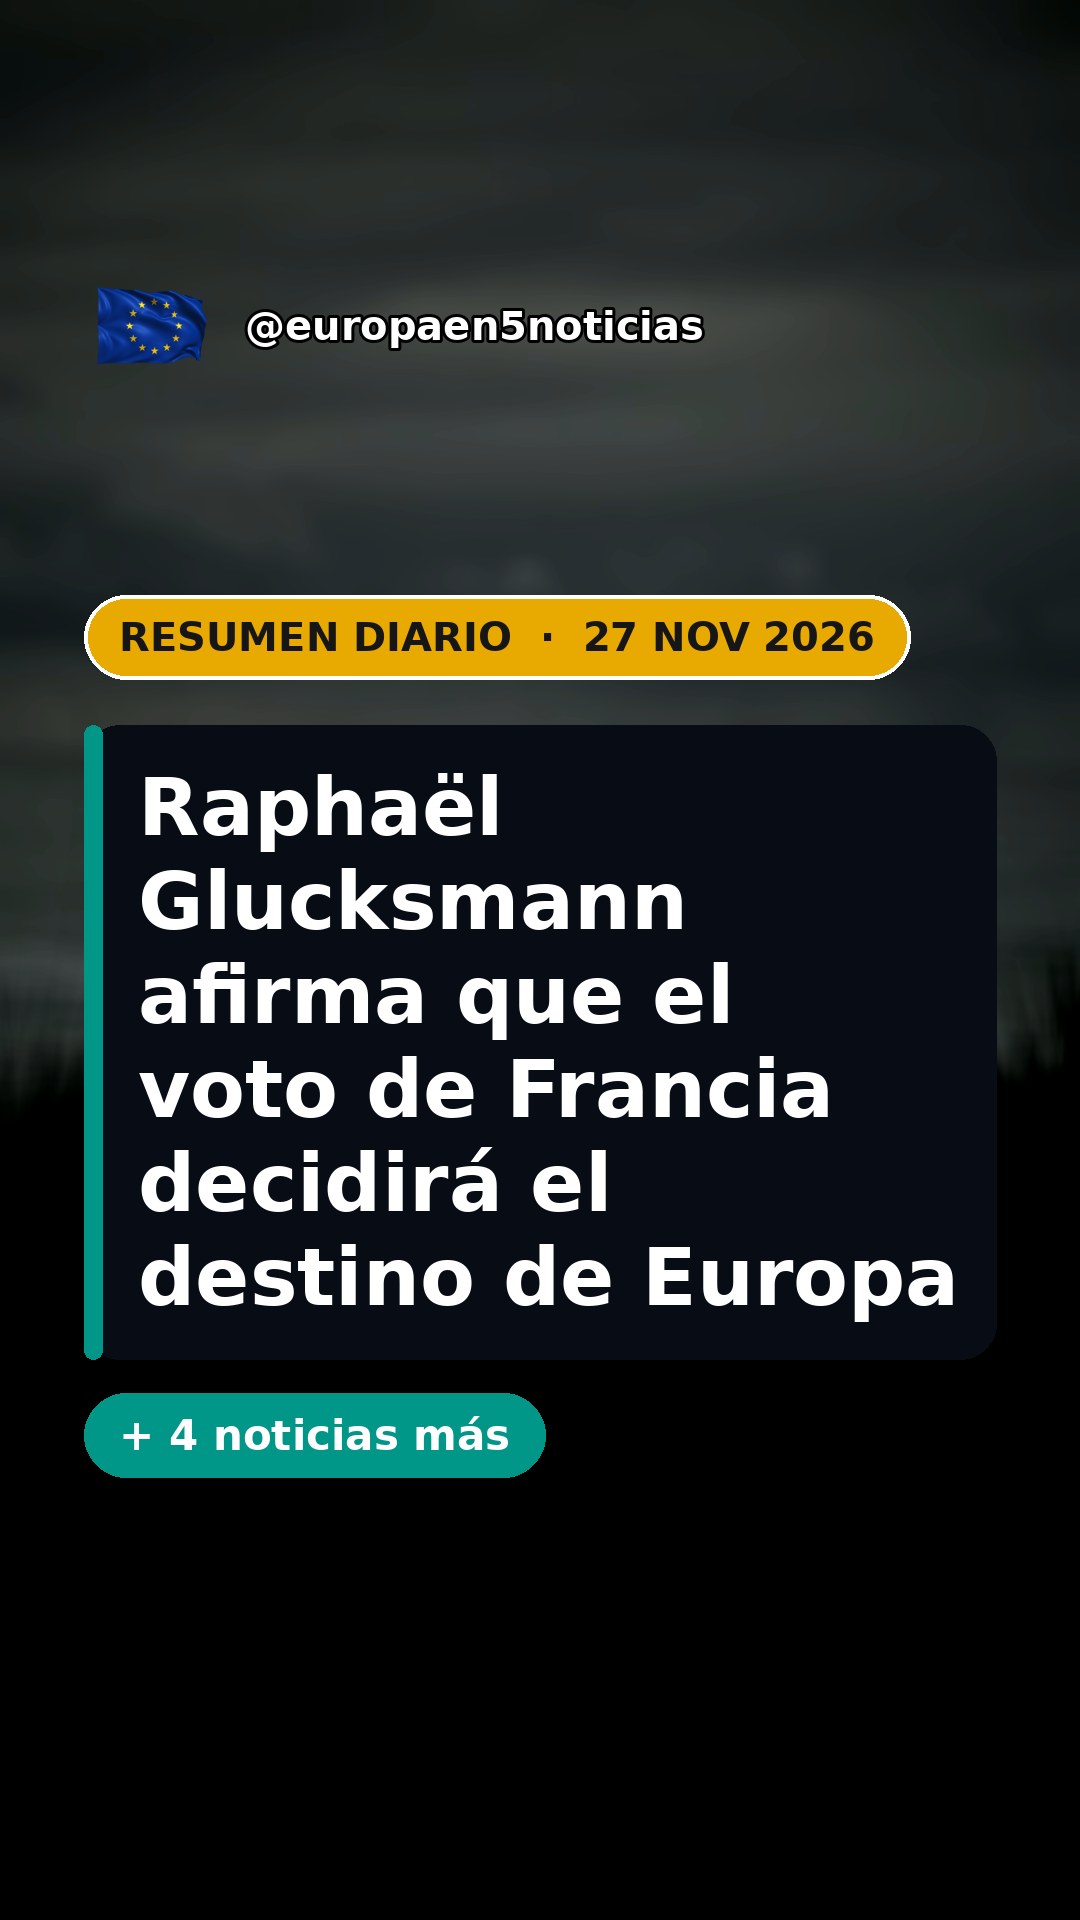 @europaen5noticias
RESUMEN DIARIO · 27 NOV 2026
Raphaël
Glucksmann
afirma que el
voto de Francia
decidirá el
destino de Europa
+ 4 noticias más